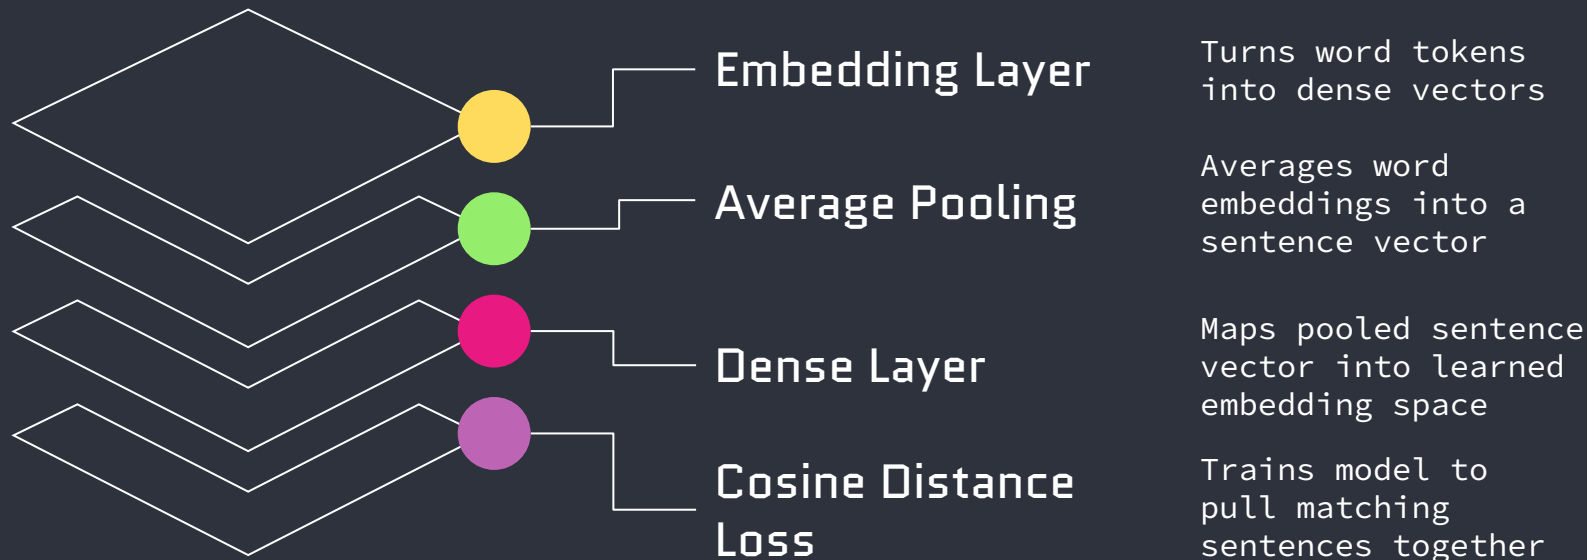 Embedding Layer
Turns word tokens
into dense vectors
Average Pooling
Averages word
embeddings into a
sentence vector
Dense Layer
Maps pooled sentence
vector into learned
embedding space
Cosine Distance
Loss
Trains model to
pull matching
sentences together